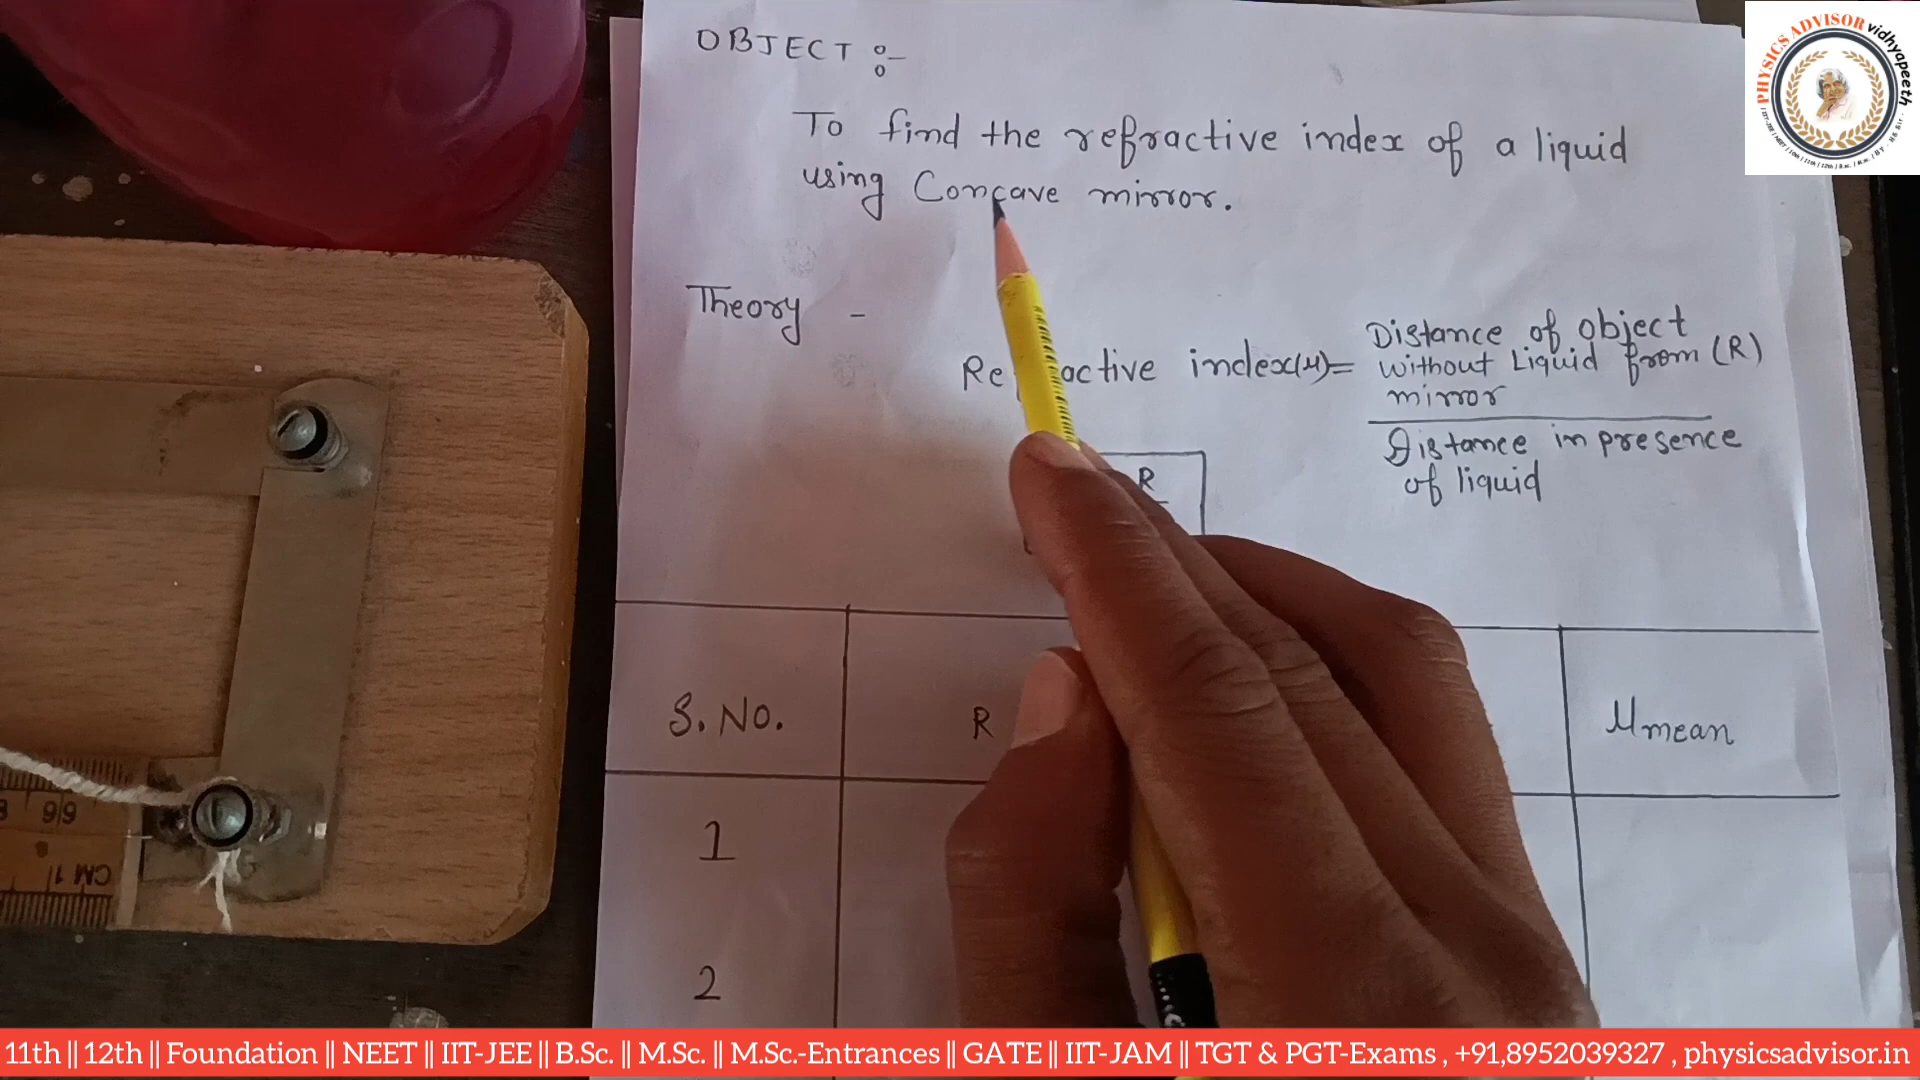 OBJECT :-
To find the refractive index of a liquid
using Concave mirror.
Theory -
Refractive index(μ)=
Distance of object
without Liquid from (R)
mirror
Distance in presence
of liquid
R
S. No.
R
μmean
1
2
99
CM 1
PHYSICS ADVISOR vidhyapeeth
11th || 12th || Foundation || NEET || IIT-JEE || B.Sc. || M.Sc. || M.Sc.-Entrances || GATE || IIT-JAM || TGT & PGT-Exams , +91,8952039327 , physicsadvisor.in